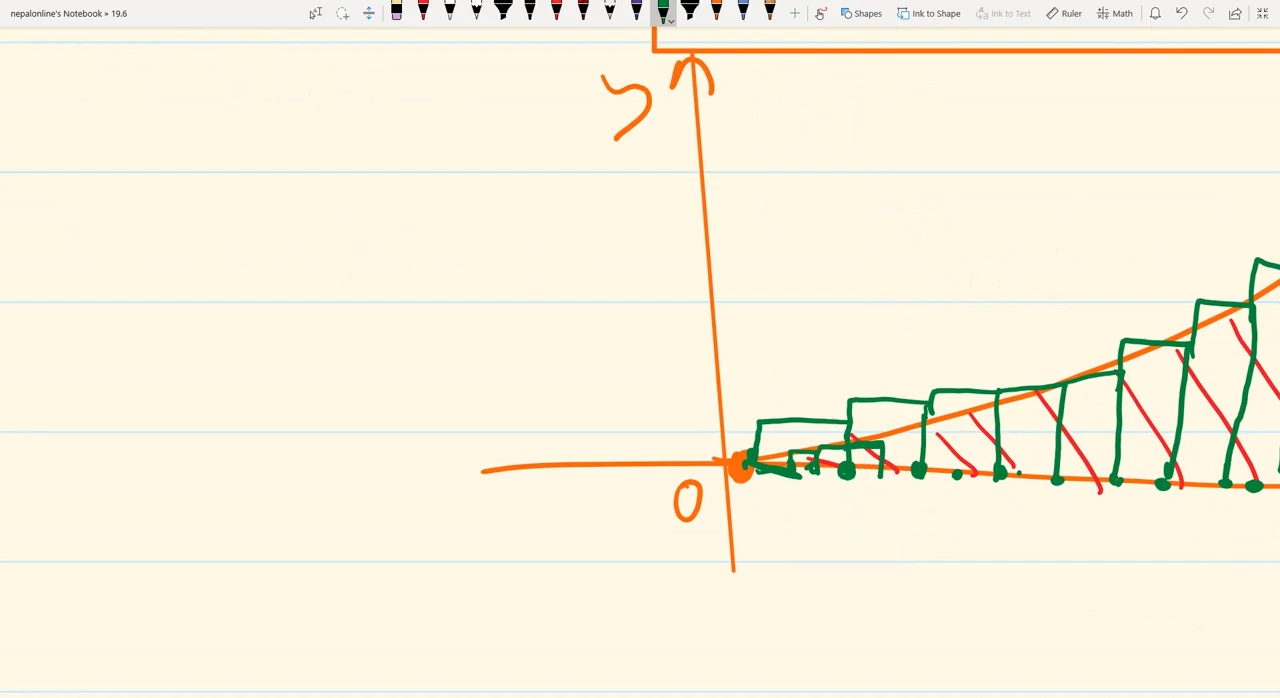 nepalonline's Notebook » 19.6
Shapes Ink to Shape Ink to Text Ruler Math
y
0